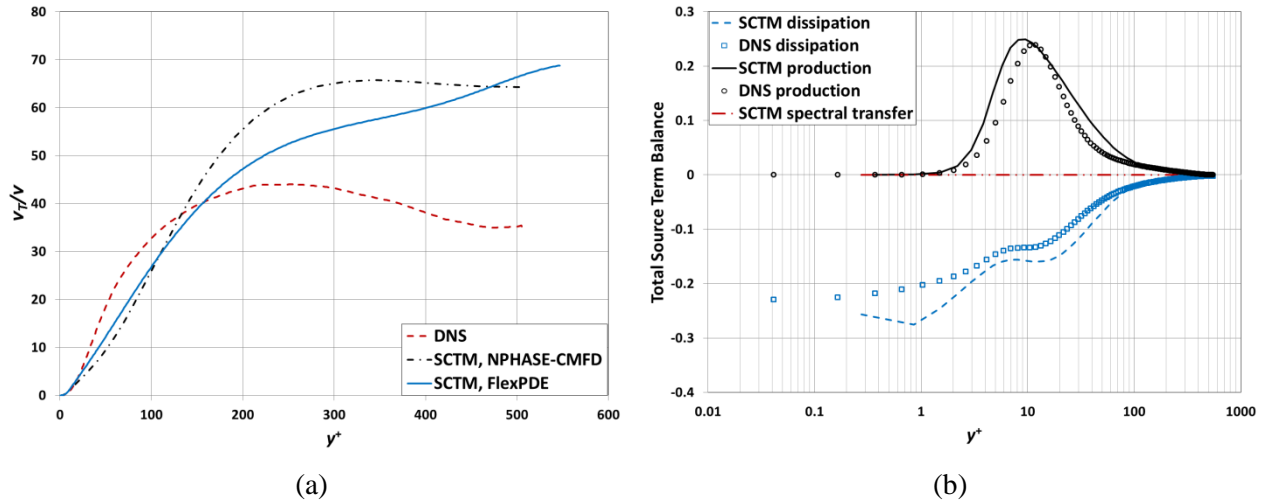 80
70
60
50
40
30
20
10
0
ν_T/ν
0 100 200 300 400 500 600
y⁺
DNS
SCTM, NPHASE-CMFD
SCTM, FlexPDE
(a)
0.3
0.2
0.1
0
-0.1
-0.2
-0.3
-0.4
Total Source Term Balance
SCTM dissipation
DNS dissipation
SCTM production
DNS production
SCTM spectral transfer
0.01 0.1 1 10 100 1000
y⁺
(b)